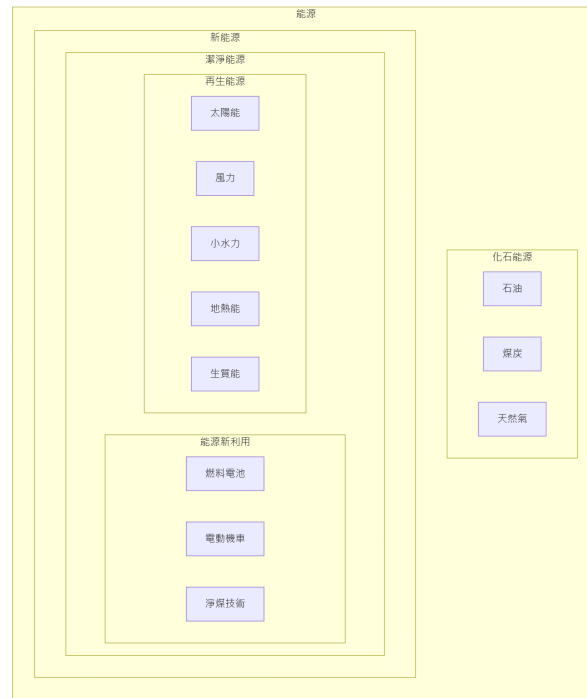 能源
新能源
潔淨能源
再生能源
太陽能
風力
小水力
地熱能
生質能
能源新利用
燃料電池
電動機車
淨煤技術
化石能源
石油
煤炭
天然氣